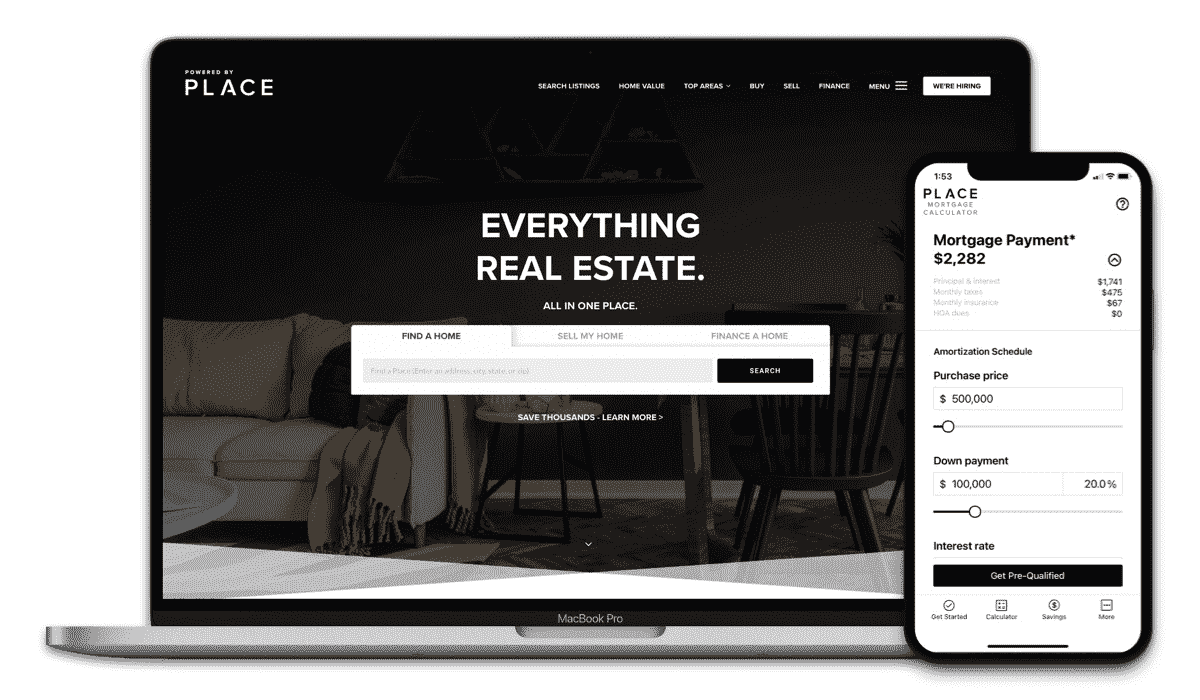 POWERED BY
PLACE
SEARCH LISTINGS HOME VALUE TOP AREAS BUY SELL FINANCE MENU WE'RE HIRING
EVERYTHING
REAL ESTATE.
ALL IN ONE PLACE.
FIND A HOME SELL MY HOME FINANCE A HOME
Find a Place (Enter an address, city, state, or zip) SEARCH
SAVE THOUSANDS - LEARN MORE >
MacBook Pro
1:53
PLACE
MORTGAGE
CALCULATOR
Mortgage Payment*
$2,282
Principal & interest $1,741
Monthly taxes $475
Monthly insurance $67
HOA dues $0
Amortization Schedule
Purchase price
$ 500,000
Down payment
$ 100,000 20.0%
Interest rate
Get Pre-Qualified
Get Started Calculator Savings More